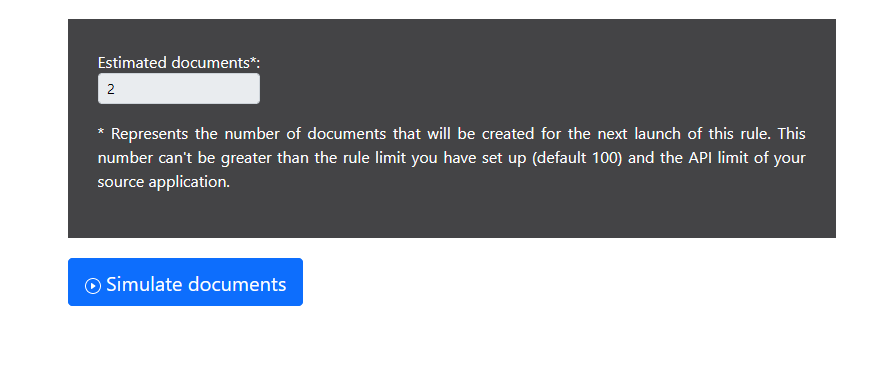 Estimated documents*:
2
* Represents the number of documents that will be created for the next launch of this rule. This
number can't be greater than the rule limit you have set up (default 100) and the API limit of your
source application.
Simulate documents